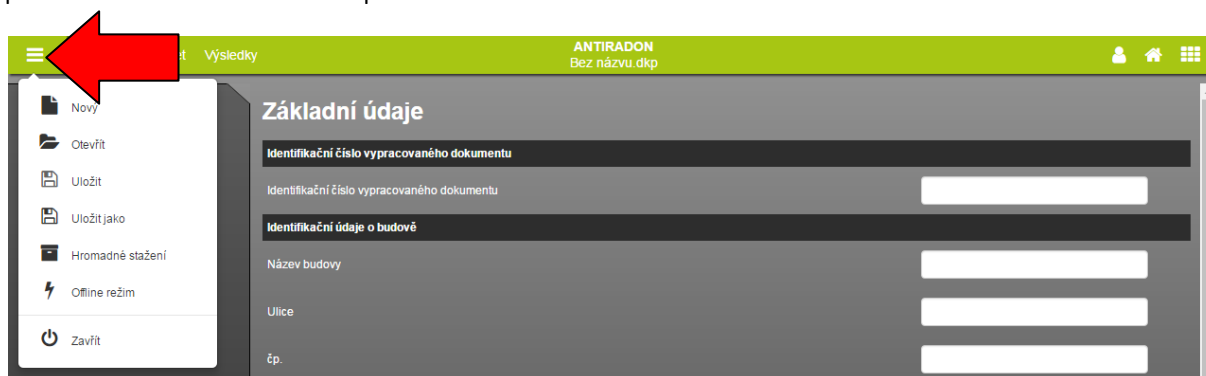 Výsledky
ANTIRADON
Bez názvu.dkp
Nový
Otevřít
Uložit
Uložit jako
Hromadné stažení
Offline režim
Zavřít
Základní údaje
Identifikační číslo vypracovaného dokumentu
Identifikační číslo vypracovaného dokumentu
Identifikační údaje o budově
Název budovy
Ulice
čp.